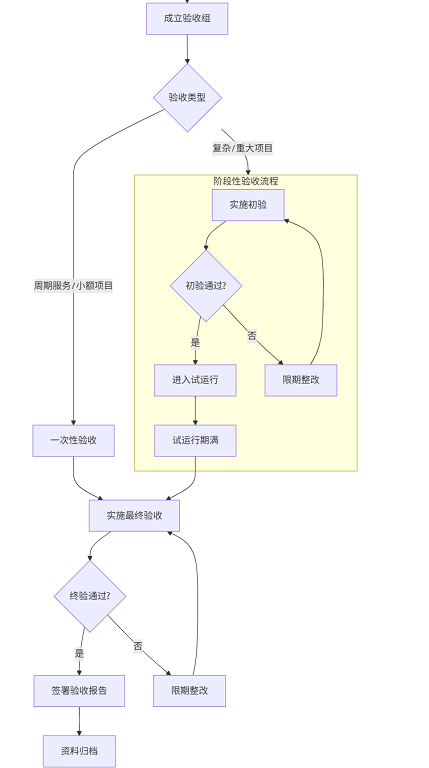 成立验收组
验收类型
复杂/重大项目
阶段性验收流程
实施初验
周期服务/小额项目
初验通过?
是
否
进入试运行
限期整改
一次性验收
试运行期满
实施最终验收
终验通过?
是
否
签署验收报告
限期整改
资料归档